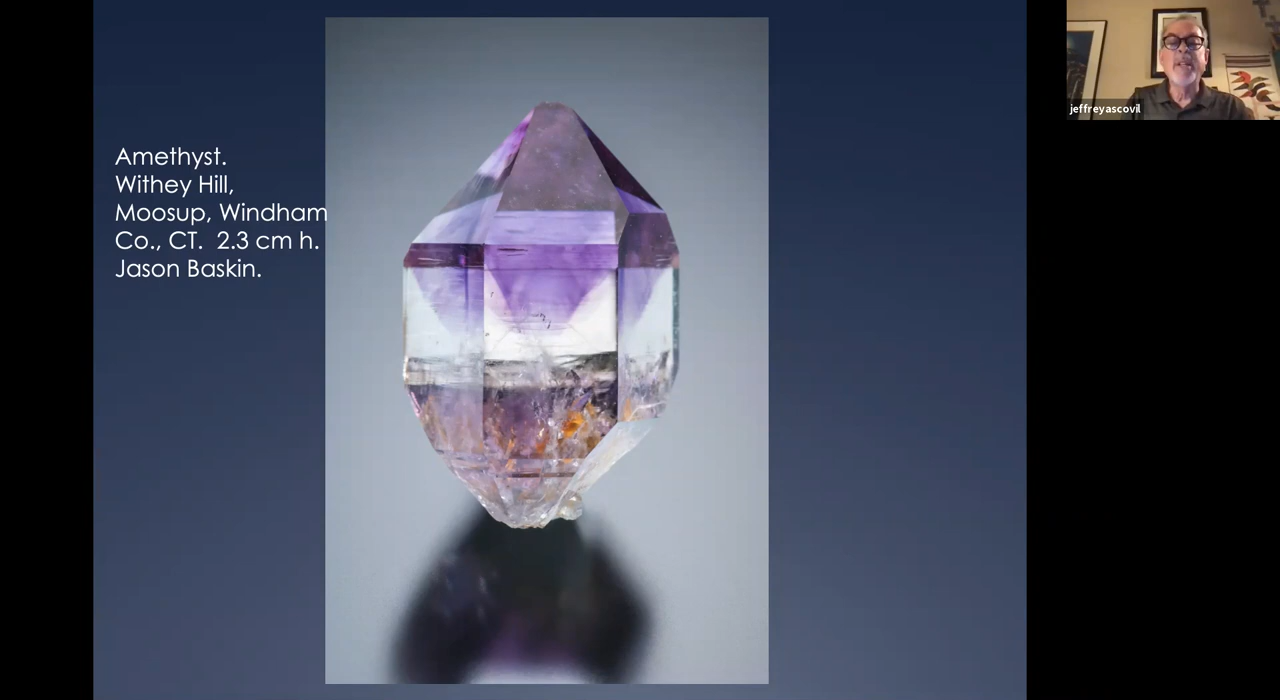 Amethyst.
Withey Hill,
Moosup, Windham
Co., CT.  2.3 cm h.
Jason Baskin.
jeffreyascovil